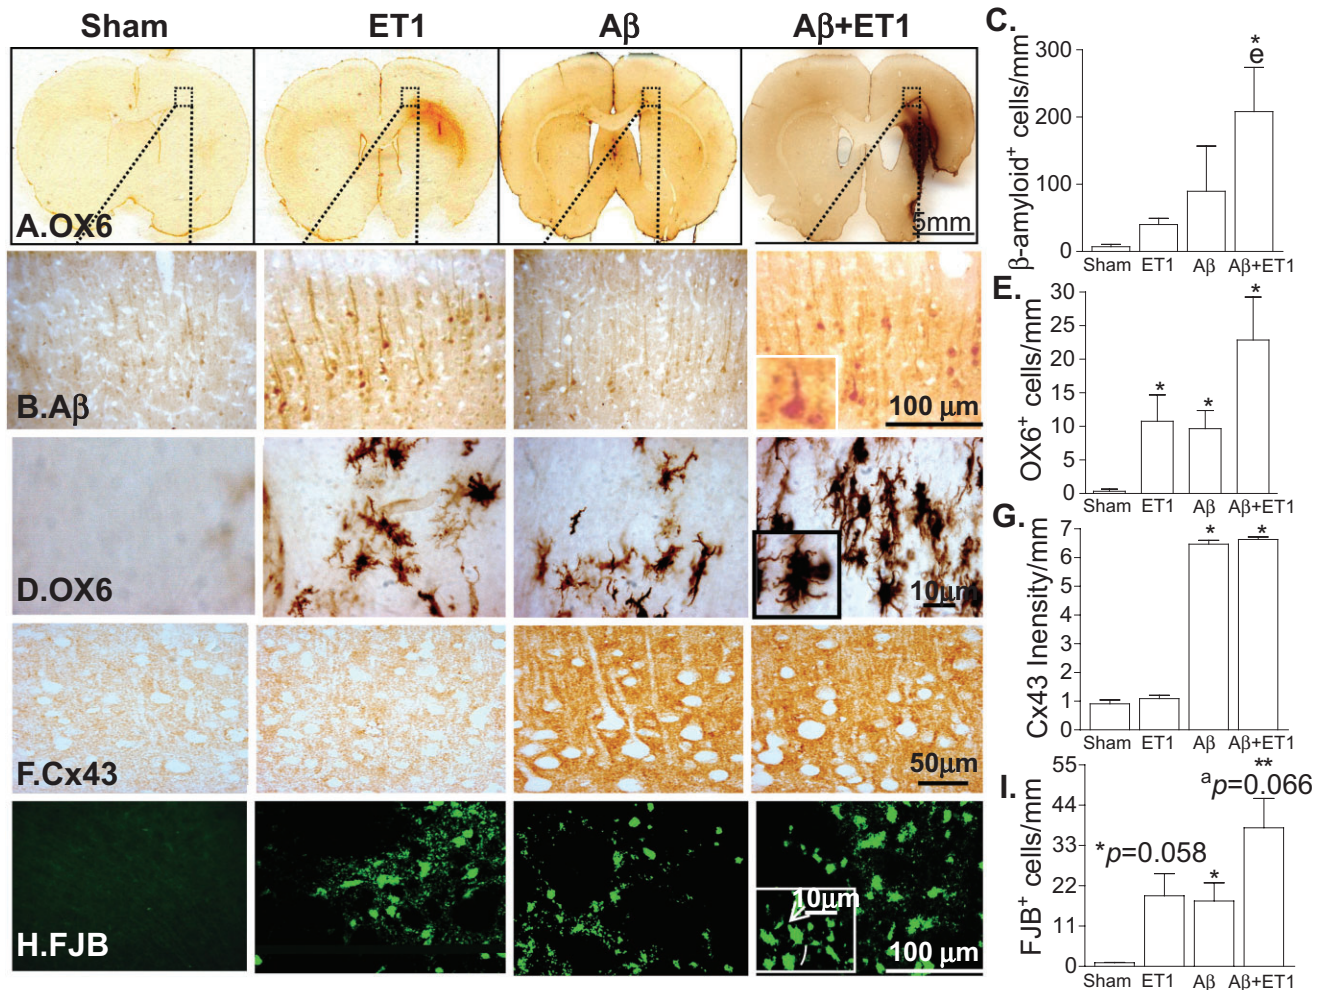 Sham ET1 Aβ Aβ+ET1
A.OX6
5mm
B.Aβ
100 µm
D.OX6
10µm
F.Cx43
50µm
H.FJB
10µm
100 µm
C.
β-amyloid⁺ cells/mm
300
200
100
0
*
e
Sham ET1 Aβ Aβ+ET1
E.
OX6⁺ cells/mm
30
25
20
15
10
5
0
* * *
Sham ET1 Aβ Aβ+ET1
G.
Cx43 Inensity/mm
7
6
5
4
3
2
1
0
* *
Sham ET1 Aβ Aβ+ET1
I.
FJB⁺ cells/mm
55
44
33
22
11
0
**
ᵃp=0.066
*p=0.058
*
Sham ET1 Aβ Aβ+ET1